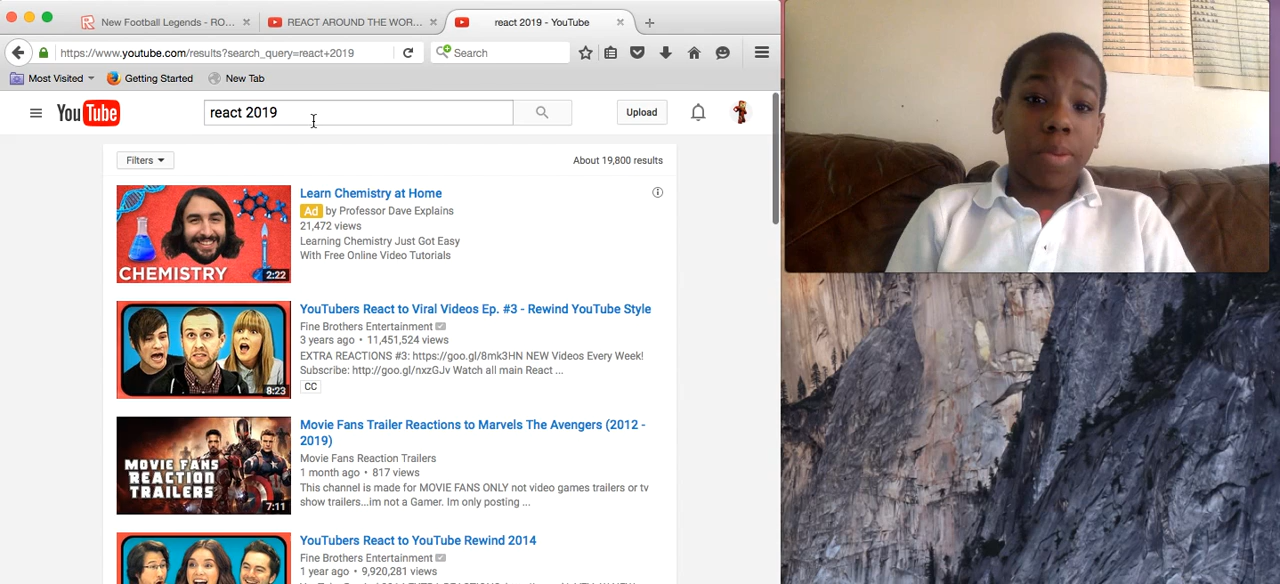 New Football Legends - RO...
REACT AROUND THE WOR...
react 2019 - YouTube
https://www.youtube.com/results?search_query=react+2019
Search
Most Visited
Getting Started
New Tab
YouTube
react 2019
Upload
Filters
About 19,800 results
CHEMISTRY
2:22
Learn Chemistry at Home
Ad by Professor Dave Explains
21,472 views
Learning Chemistry Just Got Easy
With Free Online Video Tutorials
8:23
YouTubers React to Viral Videos Ep. #3 - Rewind YouTube Style
Fine Brothers Entertainment
3 years ago • 11,451,524 views
EXTRA REACTIONS #3: https://goo.gl/8mk3HN NEW Videos Every Week!
Subscribe: http://goo.gl/nxzGJv Watch all main React ...
CC
MOVIE FANS
REACTION
TRAILERS
7:11
Movie Fans Trailer Reactions to Marvels The Avengers (2012 -
2019)
Movie Fans Reaction Trailers
1 month ago • 817 views
This channel is made for MOVIE FANS ONLY not video games trailers or tv
show trailers...im not a Gamer. Im only posting ...
YouTubers React to YouTube Rewind 2014
Fine Brothers Entertainment
1 year ago • 9,920,281 views